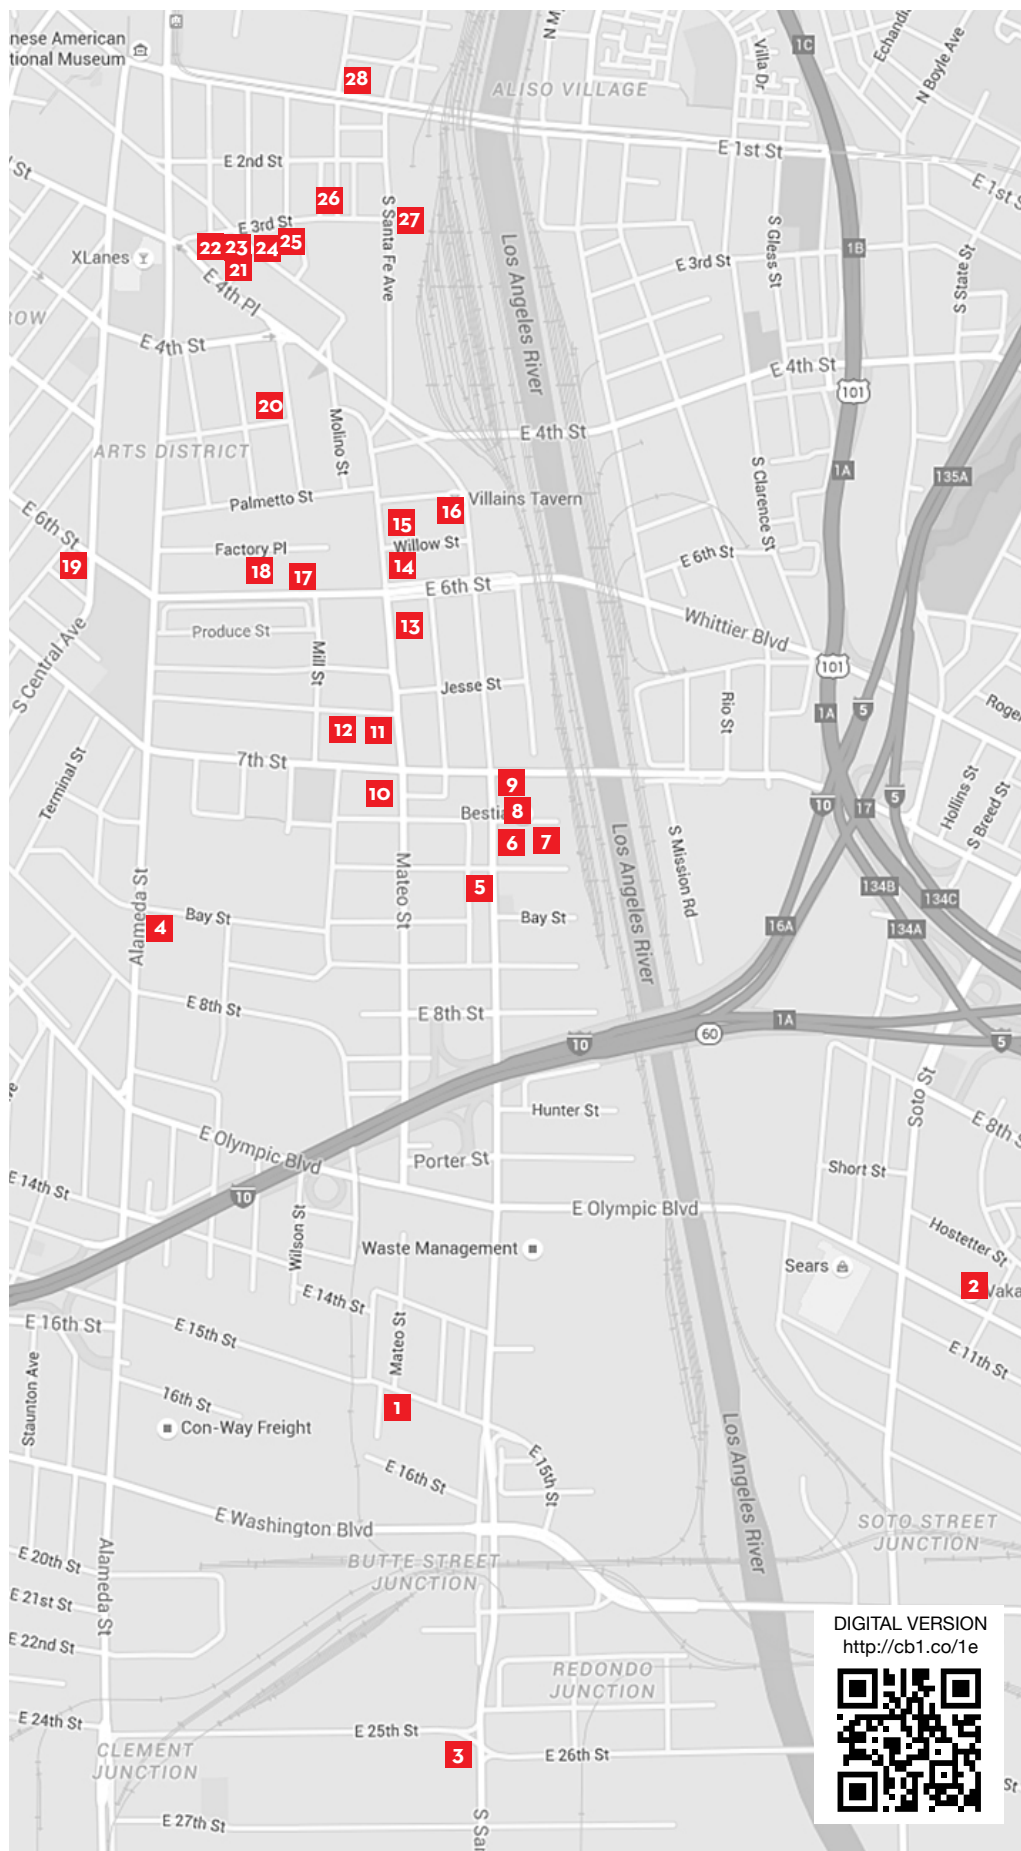 nese American
tional Museum
28
ALISO VILLAGE
N M
Villa Dr
1C
Echandi
N Boyle Ave
E 1st St
E 1st S
E 2nd St
26
S Santa Fe Ave
27
E 3rd St
22
23
24
25
21
XLanes
E 4th Pl
Los Angeles River
E 3rd St
S Gless St
1B
S State St
ROW
E 4th St
E 4th St
101
20
Molino St
ARTS DISTRICT
E 4th St
1A
135A
Palmetto St
Villains Tavern
16
15
S Clarence St
E 6th St
Factory Pl
Willow St
E 6th St
19
18
17
14
E 6th St
13
Produce St
Whittier Blvd
S Central Ave
Mill St
Jesse St
101
Rio St
1A
5
Roger
12
11
7th St
10
9
8
Bestia
6
7
Terminal St
10
17
5
Hollins St
S Breed St
Mateo St
5
Los Angeles River
S Mission Rd
134B
134C
134A
16A
Alameda St
4
Bay St
Bay St
E 8th St
E 8th St
10
60
1A
5
Soto St
E 8th S
Hunter St
E Olympic Blvd
Porter St
Short St
E 14th St
10
Wilson St
E Olympic Blvd
Waste Management
Sears
Hostetter St
2
Vaka
E 14th St
E 16th St
E 15th St
Mateo St
E 11th St
Staunton Ave
16th St
1
Con-Way Freight
E 16th St
E 15th St
Los Angeles River
E Washington Blvd
SOTO STREET
JUNCTION
BUTTE STREET
JUNCTION
Alameda St
E 20th St
E 21st St
E 22nd St
DIGITAL VERSION
http://cb1.co/1e
REDONDO
JUNCTION
E 24th St
E 25th St
3
E 26th St
CLEMENT
JUNCTION
E 27th St
S Sa
St